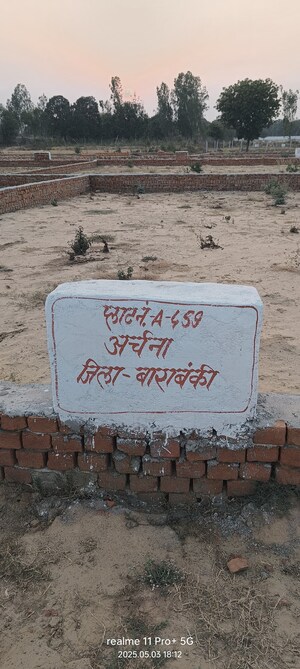 प्लाट नं. A-459
अर्चना
जिला-बाराबंकी
realme 11 Pro+ 5G
2025.05.03 18:12